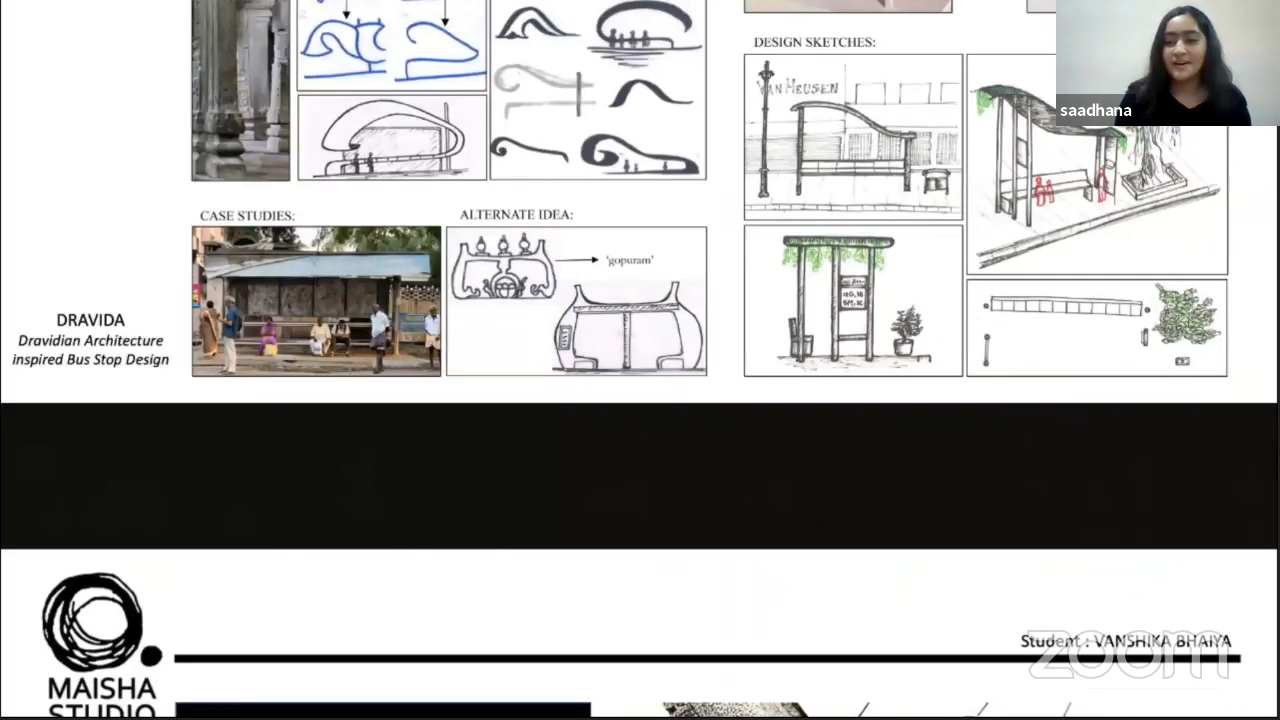 DESIGN SKETCHES:
saadhana
VAN HEUSEN
CASE STUDIES:
ALTERNATE IDEA:
'gopuram'
DRAVIDA
Dravidian Architecture
inspired Bus Stop Design
Student : VANSHIKA BHAIYA
zoom
MAISHA
STUDIO